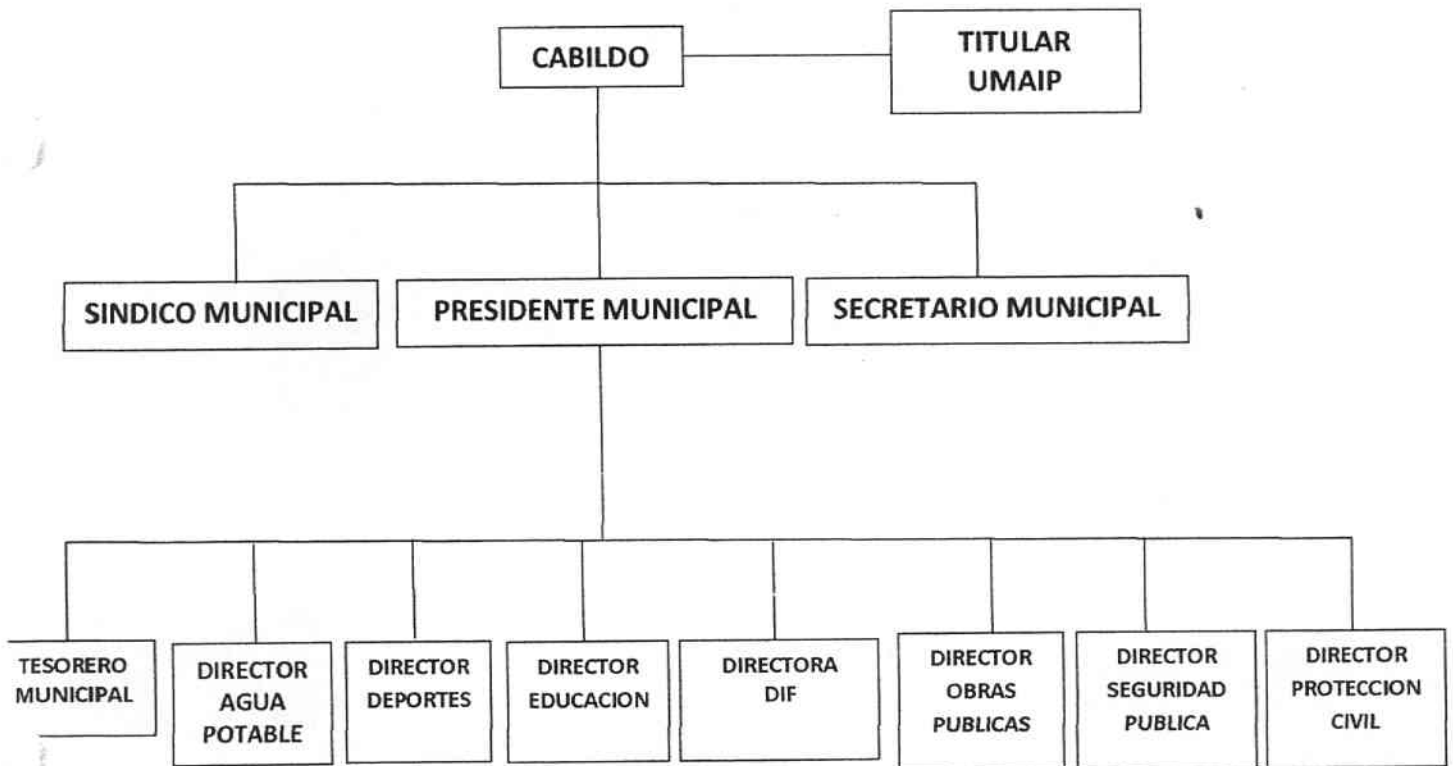 CABILDO
TITULAR
UMAIP
SINDICO MUNICIPAL
PRESIDENTE MUNICIPAL
SECRETARIO MUNICIPAL
TESORERO
MUNICIPAL
DIRECTOR
AGUA
POTABLE
DIRECTOR
DEPORTES
DIRECTOR
EDUCACION
DIRECTORA
DIF
DIRECTOR
OBRAS
PUBLICAS
DIRECTOR
SEGURIDAD
PUBLICA
DIRECTOR
PROTECCION
CIVIL